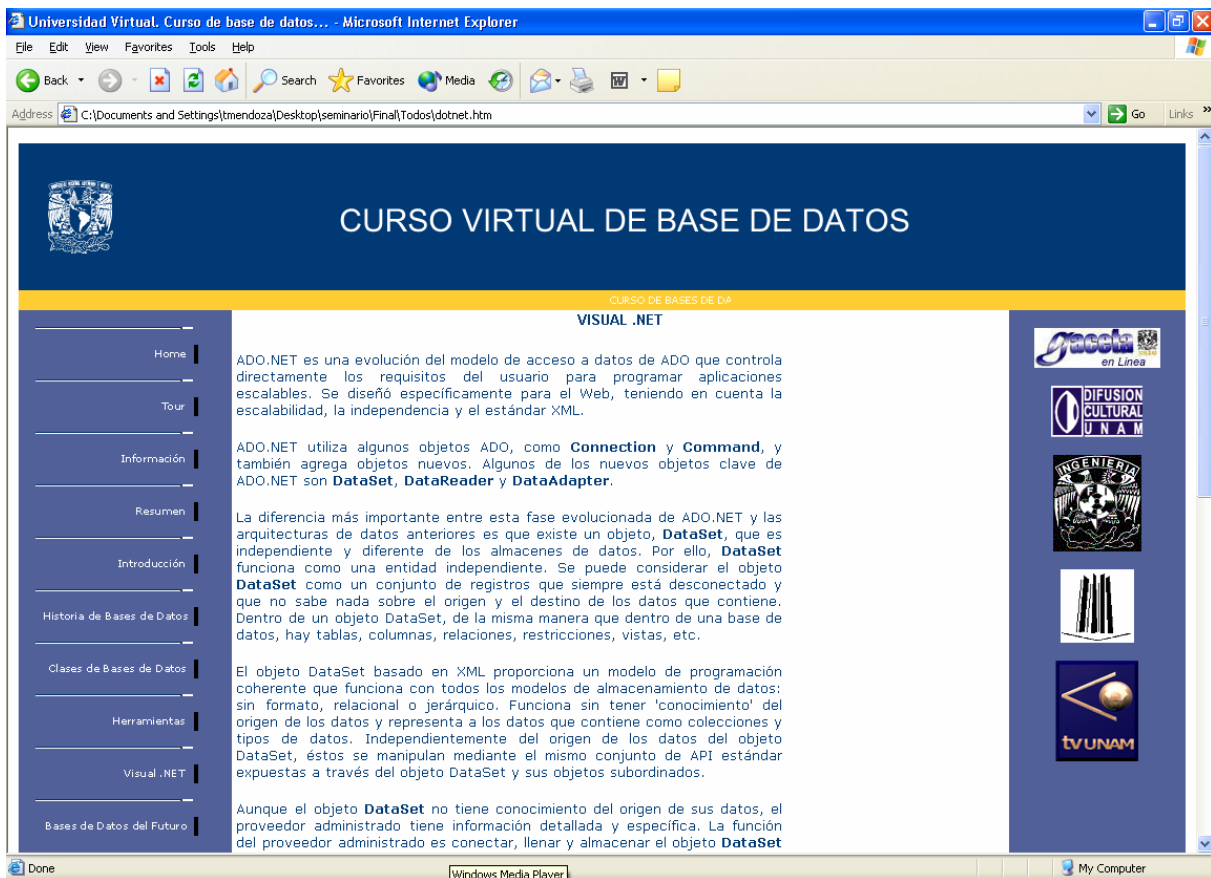 Universidad Virtual. Curso de base de datos... - Microsoft Internet Explorer
File Edit View Favorites Tools Help
Back Search Favorites Media
Address C:\Documents and Settings\tmendoza\Desktop\seminario\Final\Todos\dotnet.htm Go Links »
CURSO VIRTUAL DE BASE DE DATOS
CURSO DE BASES DE DA
Home
Tour
Información
Resumen
Introducción
Historia de Bases de Datos
Clases de Bases de Datos
Herramientas
Visual .NET
Bases de Datos del Futuro
VISUAL .NET
ADO.NET es una evolución del modelo de acceso a datos de ADO que controla
directamente los requisitos del usuario para programar aplicaciones
escalables. Se diseñó específicamente para el Web, teniendo en cuenta la
escalabilidad, la independencia y el estándar XML.
ADO.NET utiliza algunos objetos ADO, como Connection y Command, y
también agrega objetos nuevos. Algunos de los nuevos objetos clave de
ADO.NET son DataSet, DataReader y DataAdapter.
La diferencia más importante entre esta fase evolucionada de ADO.NET y las
arquitecturas de datos anteriores es que existe un objeto, DataSet, que es
independiente y diferente de los almacenes de datos. Por ello, DataSet
funciona como una entidad independiente. Se puede considerar el objeto
DataSet como un conjunto de registros que siempre está desconectado y
que no sabe nada sobre el origen y el destino de los datos que contiene.
Dentro de un objeto DataSet, de la misma manera que dentro de una base de
datos, hay tablas, columnas, relaciones, restricciones, vistas, etc.
El objeto DataSet basado en XML proporciona un modelo de programación
coherente que funciona con todos los modelos de almacenamiento de datos:
sin formato, relacional o jerárquico. Funciona sin tener 'conocimiento' del
origen de los datos y representa a los datos que contiene como colecciones y
tipos de datos. Independientemente del origen de los datos del objeto
DataSet, éstos se manipulan mediante el mismo conjunto de API estándar
expuestas a través del objeto DataSet y sus objetos subordinados.
Aunque el objeto DataSet no tiene conocimiento del origen de sus datos, el
proveedor administrado tiene información detallada y específica. La función
del proveedor administrado es conectar, llenar y almacenar el objeto DataSet
gaceta
en Linea
DIFUSION
CULTURAL
UNAM
INGENIERIA
tvUNAM
Done
Windows Media Player
My Computer